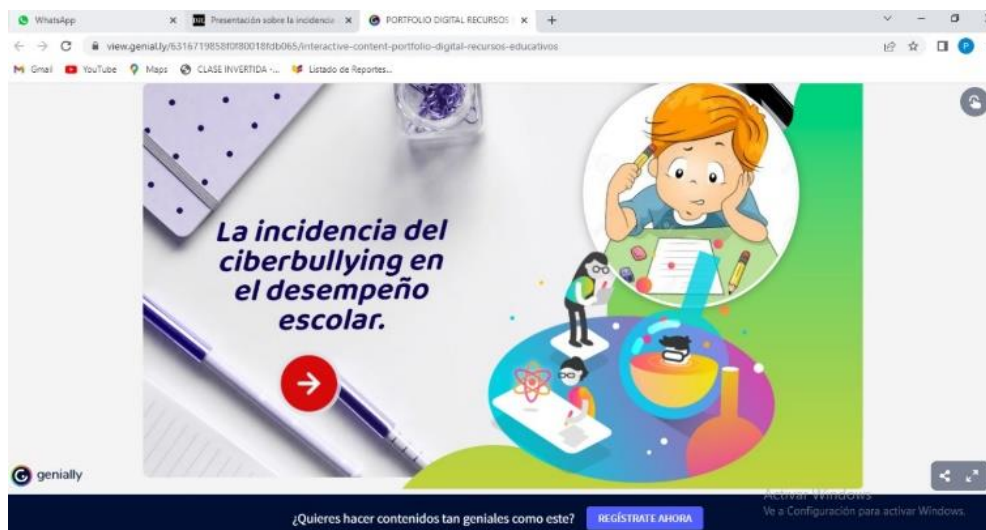 WhatsApp
Presentación sobre la incidencia
PORTFOLIO DIGITAL RECURSOS
view.genial.ly/6316719858f0f80018fdb065/interactive-content-portfolio-digital-recursos-educativos
Gmail YouTube Maps CLASE INVERTIDA -... Listado de Reportes...
La incidencia del
ciberbullying en
el desempeño
escolar.
genially
Activar Windows
Ve a Configuración para activar Windows.
¿Quieres hacer contenidos tan geniales como este? REGÍSTRATE AHORA